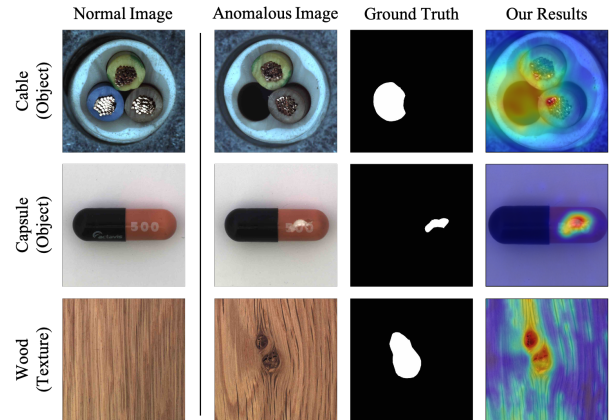 Normal Image
Anomalous Image
Ground Truth
Our Results
Cable
(Object)
Capsule
(Object)
500
500
Wood
(Texture)